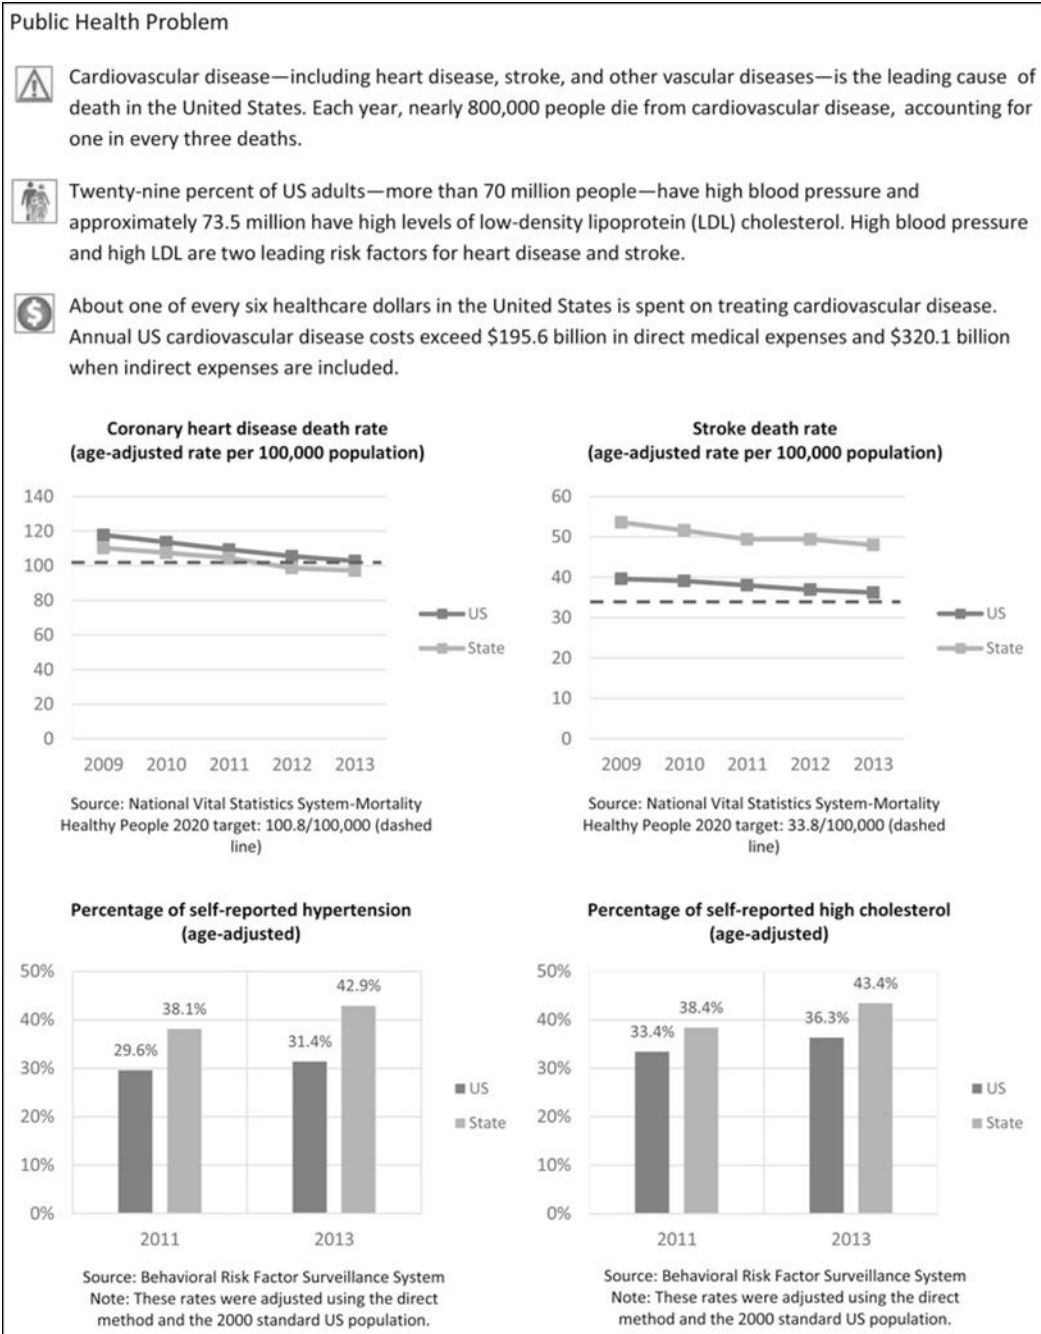 Public Health Problem
Cardiovascular disease—including heart disease, stroke, and other vascular diseases—is the leading cause of
death in the United States. Each year, nearly 800,000 people die from cardiovascular disease, accounting for
one in every three deaths.
Twenty-nine percent of US adults—more than 70 million people—have high blood pressure and
approximately 73.5 million have high levels of low-density lipoprotein (LDL) cholesterol. High blood pressure
and high LDL are two leading risk factors for heart disease and stroke.
$
About one of every six healthcare dollars in the United States is spent on treating cardiovascular disease.
Annual US cardiovascular disease costs exceed $195.6 billion in direct medical expenses and $320.1 billion
when indirect expenses are included.
Coronary heart disease death rate
(age-adjusted rate per 100,000 population)
140
120
100
80
60
40
20
0
2009 2010 2011 2012 2013
US
State
Source: National Vital Statistics System-Mortality
Healthy People 2020 target: 100.8/100,000 (dashed
line)
Stroke death rate
(age-adjusted rate per 100,000 population)
60
50
40
30
20
10
0
2009 2010 2011 2012 2013
US
State
Source: National Vital Statistics System-Mortality
Healthy People 2020 target: 33.8/100,000 (dashed
line)
Percentage of self-reported hypertension
(age-adjusted)
50%
40%
30%
20%
10%
0%
29.6% 38.1% 31.4% 42.9%
2011 2013
US
State
Source: Behavioral Risk Factor Surveillance System
Note: These rates were adjusted using the direct
method and the 2000 standard US population.
Percentage of self-reported high cholesterol
(age-adjusted)
50%
40%
30%
20%
10%
0%
33.4% 38.4% 36.3% 43.4%
2011 2013
US
State
Source: Behavioral Risk Factor Surveillance System
Note: These rates were adjusted using the direct
method and the 2000 standard US population.